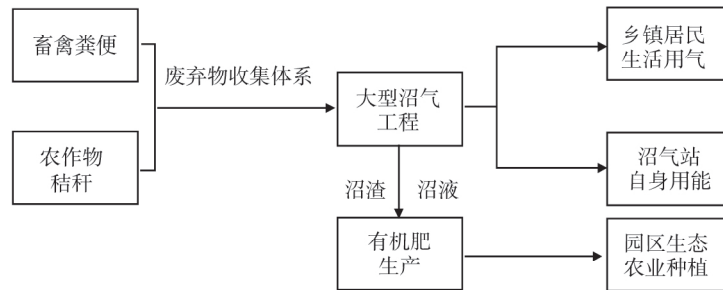 畜禽粪便
农作物
秸秆
废弃物收集体系
大型沼气
工程
乡镇居民
生活用气
沼气站
自身用能
沼渣
沼液
有机肥
生产
园区生态
农业种植